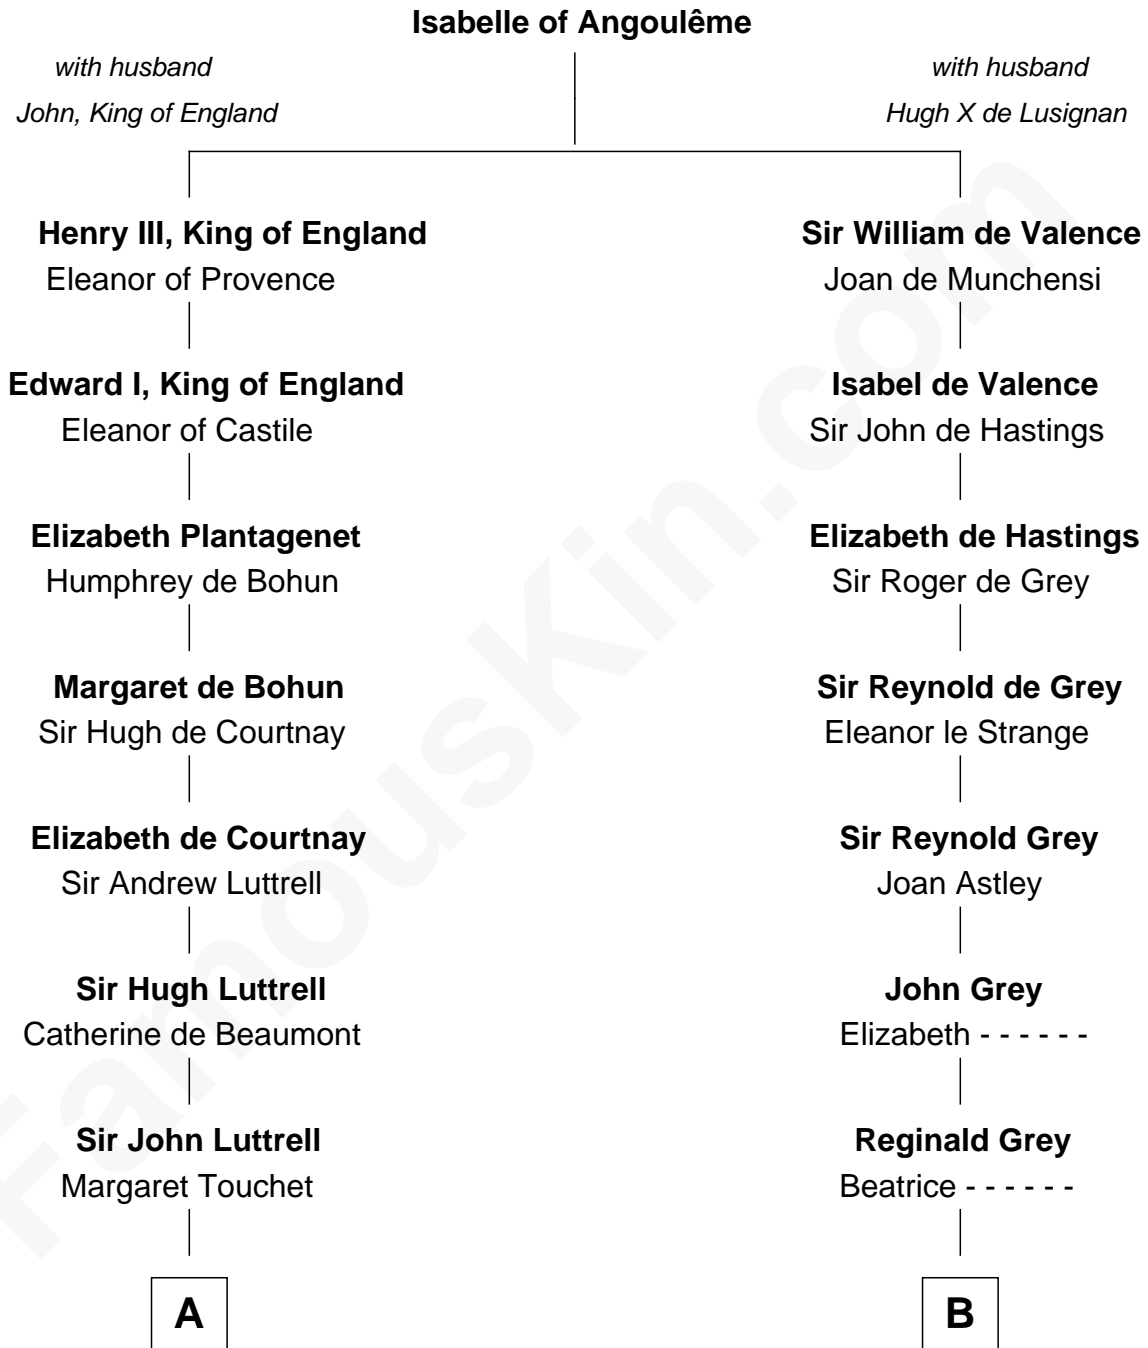 Isabelle of Angoulême
with husband
John, King of England
with husband
Hugh X de Lusignan
Henry III, King of England
Eleanor of Provence
Sir William de Valence
Joan de Munchensi
Edward I, King of England
Eleanor of Castile
Isabel de Valence
Sir John de Hastings
Elizabeth Plantagenet
Humphrey de Bohun
Elizabeth de Hastings
Sir Roger de Grey
Margaret de Bohun
Sir Hugh de Courtnay
Sir Reynold de Grey
Eleanor le Strange
Elizabeth de Courtnay
Sir Andrew Luttrell
Sir Reynold Grey
Joan Astley
Sir Hugh Luttrell
Catherine de Beaumont
John Grey
Elizabeth - - - - - -
Sir John Luttrell
Margaret Touchet
Reginald Grey
Beatrice - - - - - -
A
B
FamousKin.com